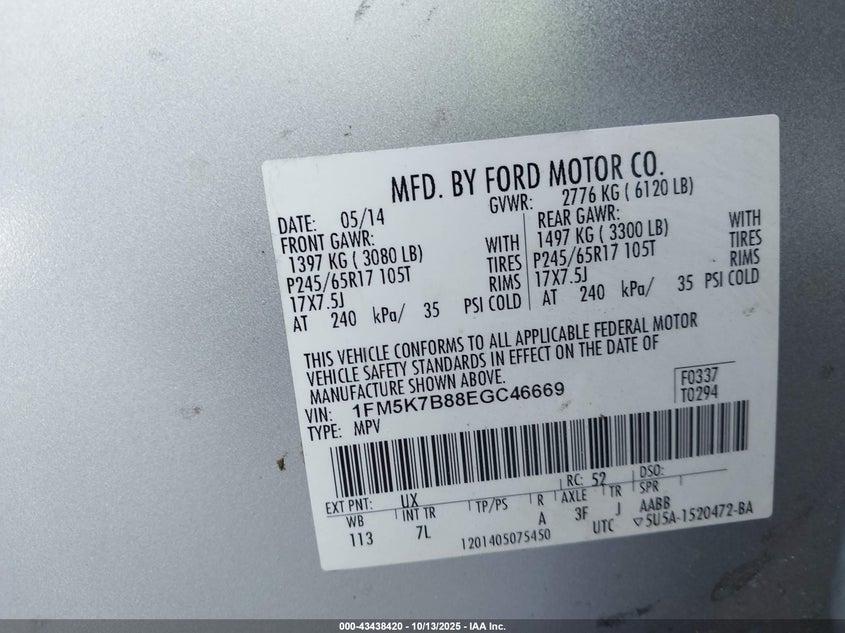 MFD. BY FORD MOTOR CO.
DATE: 05/14 GVWR: 2776 KG ( 6120 LB)
FRONT GAWR: REAR GAWR:
1397 KG ( 3080 LB) WITH 1497 KG ( 3300 LB) WITH
P245/65R17 105T TIRES P245/65R17 105T TIRES
17X7.5J RIMS 17X7.5J RIMS
AT 240 kPa/ 35 PSI COLD AT 240 kPa/ 35 PSI COLD
THIS VEHICLE CONFORMS TO ALL APPLICABLE FEDERAL MOTOR
VEHICLE SAFETY STANDARDS IN EFFECT ON THE DATE OF
MANUFACTURE SHOWN ABOVE.
VIN: 1FM5K7B88EGC46669 F0337
TYPE: MPV T0294
EXT PNT: UX RC: 52 DSO:
WB INT TR TP/PS R AXLE TR SPR
113 7L A 3F J AABB
1201405075450 UTC ▽5U5A-1520472-BA
000-43438420 - 10/13/2025 - IAA Inc.